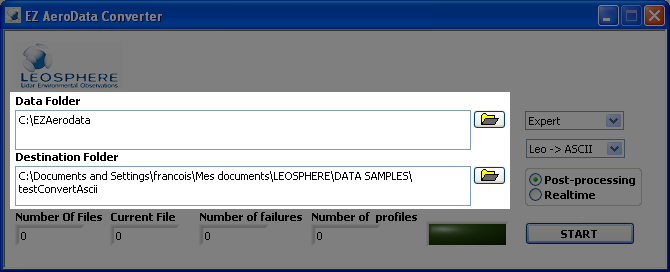 EZ AeroData Converter
LEOSPHERE
Lidar Environmental Observations
Data Folder
C:\EZAerodata
Expert
Leo -> ASCII
Destination Folder
C:\Documents and Settings\francois\Mes documents\LEOSPHERE\DATA SAMPLES\
testConvertAscii
Post-processing
Realtime
Number Of Files Current File Number of failures Number of profiles
0 0 0 0
START